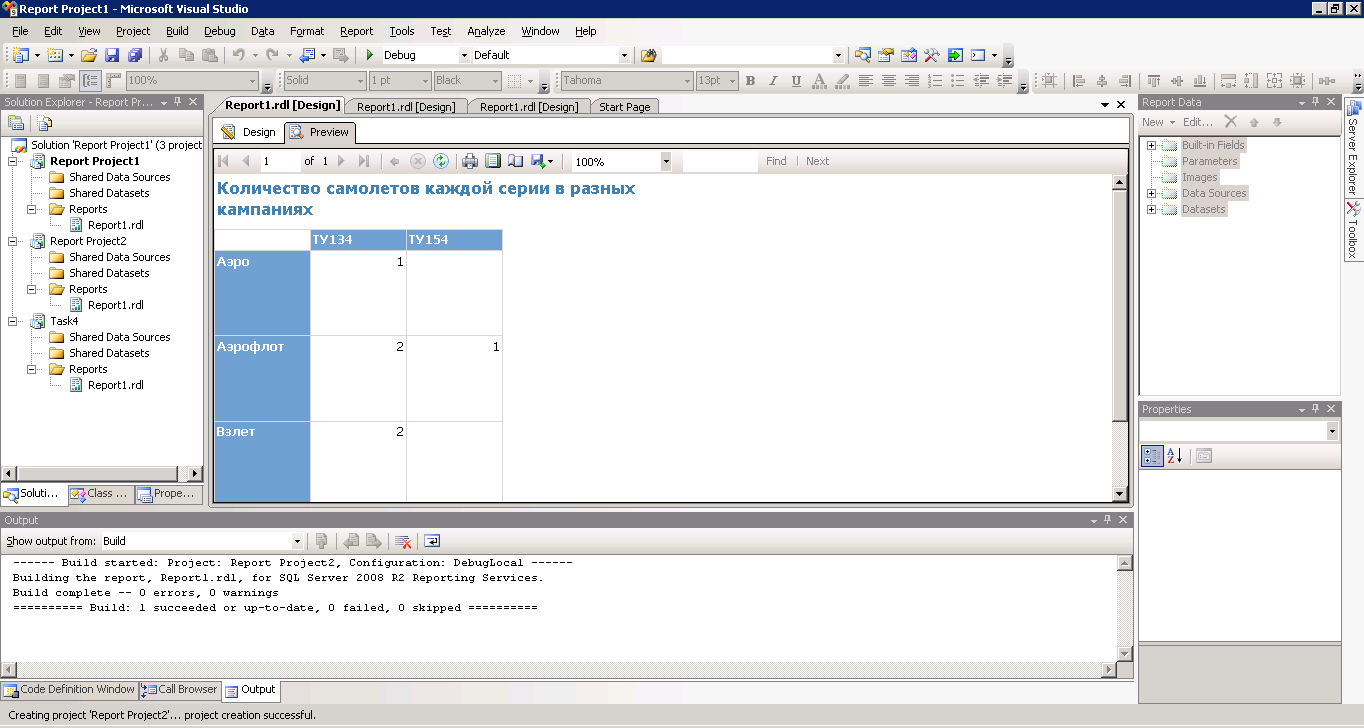 Report Project1 - Microsoft Visual Studio
File Edit View Project Build Debug Data Format Report Tools Test Analyze Window Help
Debug Default
100% Solid 1 pt Black Tahoma 13pt B I U A
Solution Explorer - Report Pr...
Solution 'Report Project1' (3 project
Report Project1
Shared Data Sources
Shared Datasets
Reports
Report1.rdl
Report Project2
Shared Data Sources
Shared Datasets
Reports
Report1.rdl
Task4
Shared Data Sources
Shared Datasets
Reports
Report1.rdl
Soluti... Class ... Prope...
Report1.rdl [Design] Report1.rdl [Design] Report1.rdl [Design] Start Page
Design Preview
1 of 1 100% Find | Next
Количество самолетов каждой серии в разных
кампаниях
ТУ134 ТУ154
Аэро 1
Аэрофлот 2 1
Взлет 2
Report Data
New Edit...
Built-in Fields
Parameters
Images
Data Sources
Datasets
Server Explorer
Toolbox
Properties
Output
Show output from: Build
------ Build started: Project: Report Project2, Configuration: DebugLocal ------
Building the report, Report1.rdl, for SQL Server 2008 R2 Reporting Services.
Build complete -- 0 errors, 0 warnings
========== Build: 1 succeeded or up-to-date, 0 failed, 0 skipped ==========
Code Definition Window Call Browser Output
Creating project 'Report Project2'... project creation successful.